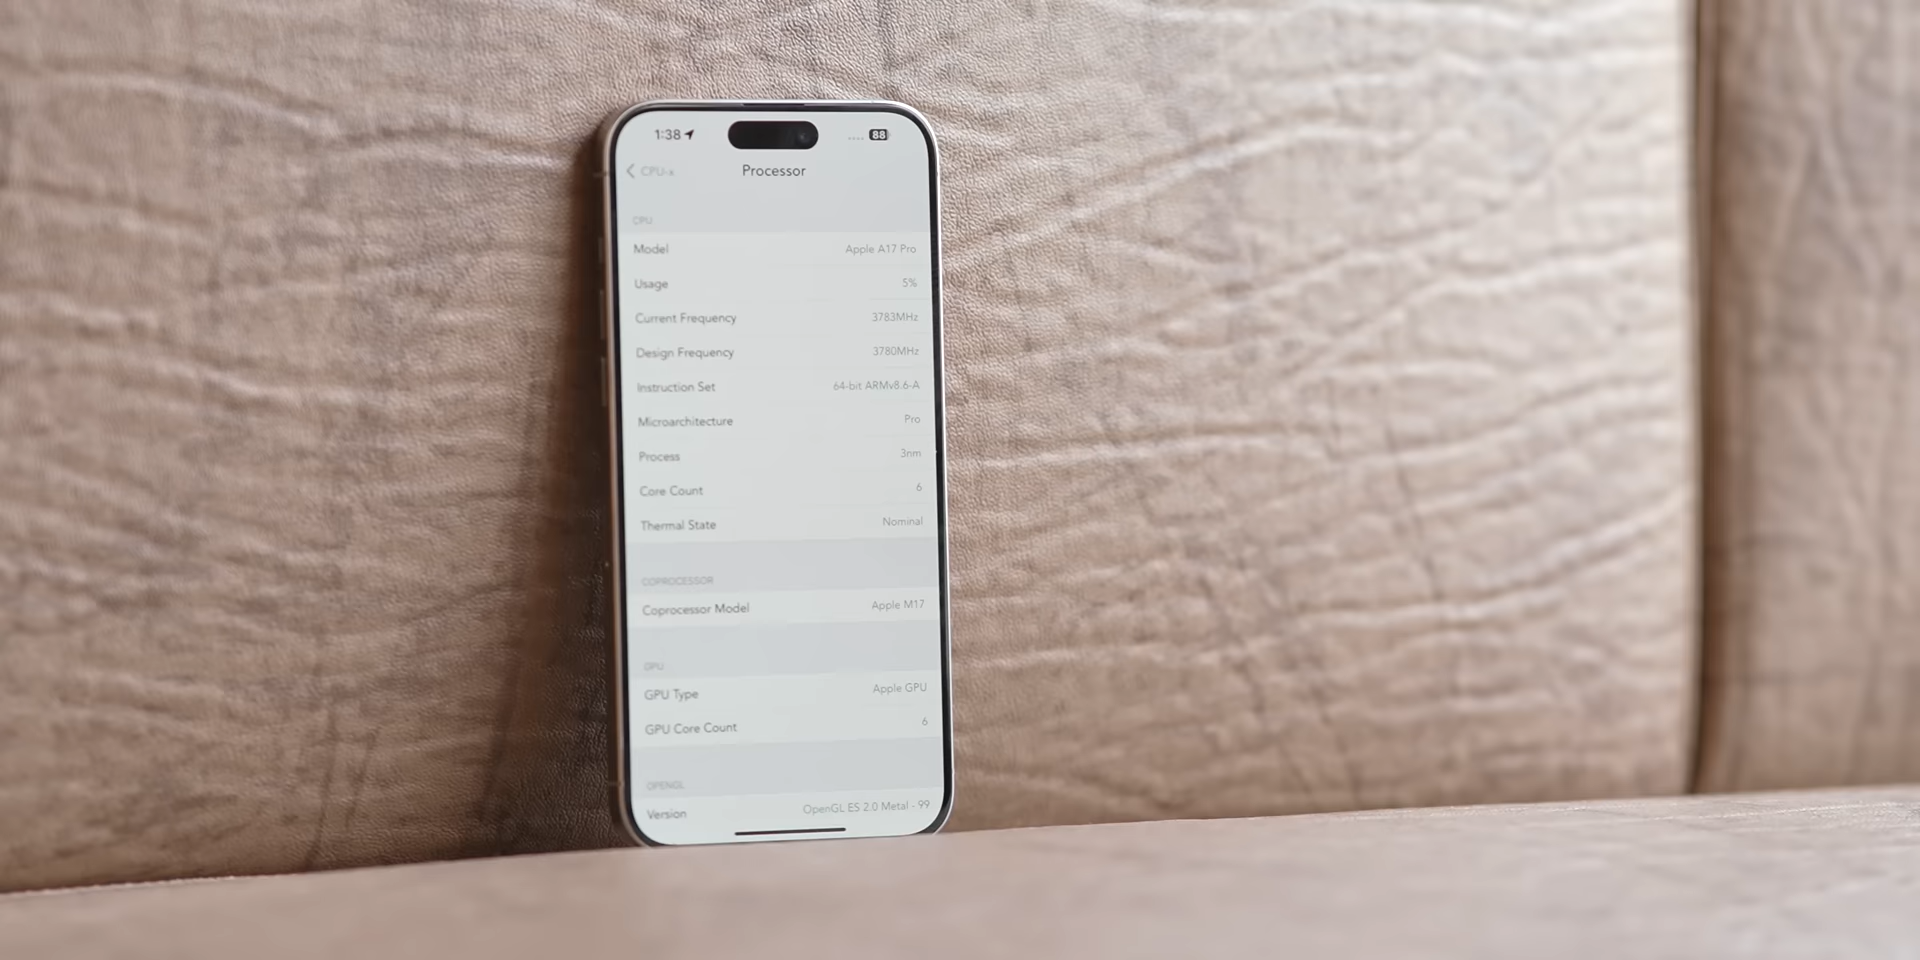 1:38 88
CPU-x Processor
CPU
Model Apple A17 Pro
Usage 5%
Current Frequency 3783MHz
Design Frequency 3780MHz
Instruction Set 64-bit ARMv8.6-A
Microarchitecture Pro
Process 3nm
Core Count 6
Thermal State Nominal
COPROCESSOR
Coprocessor Model Apple M17
GPU
GPU Type Apple GPU
GPU Core Count 6
OPENGL
Version OpenGL ES 2.0 Metal - 99